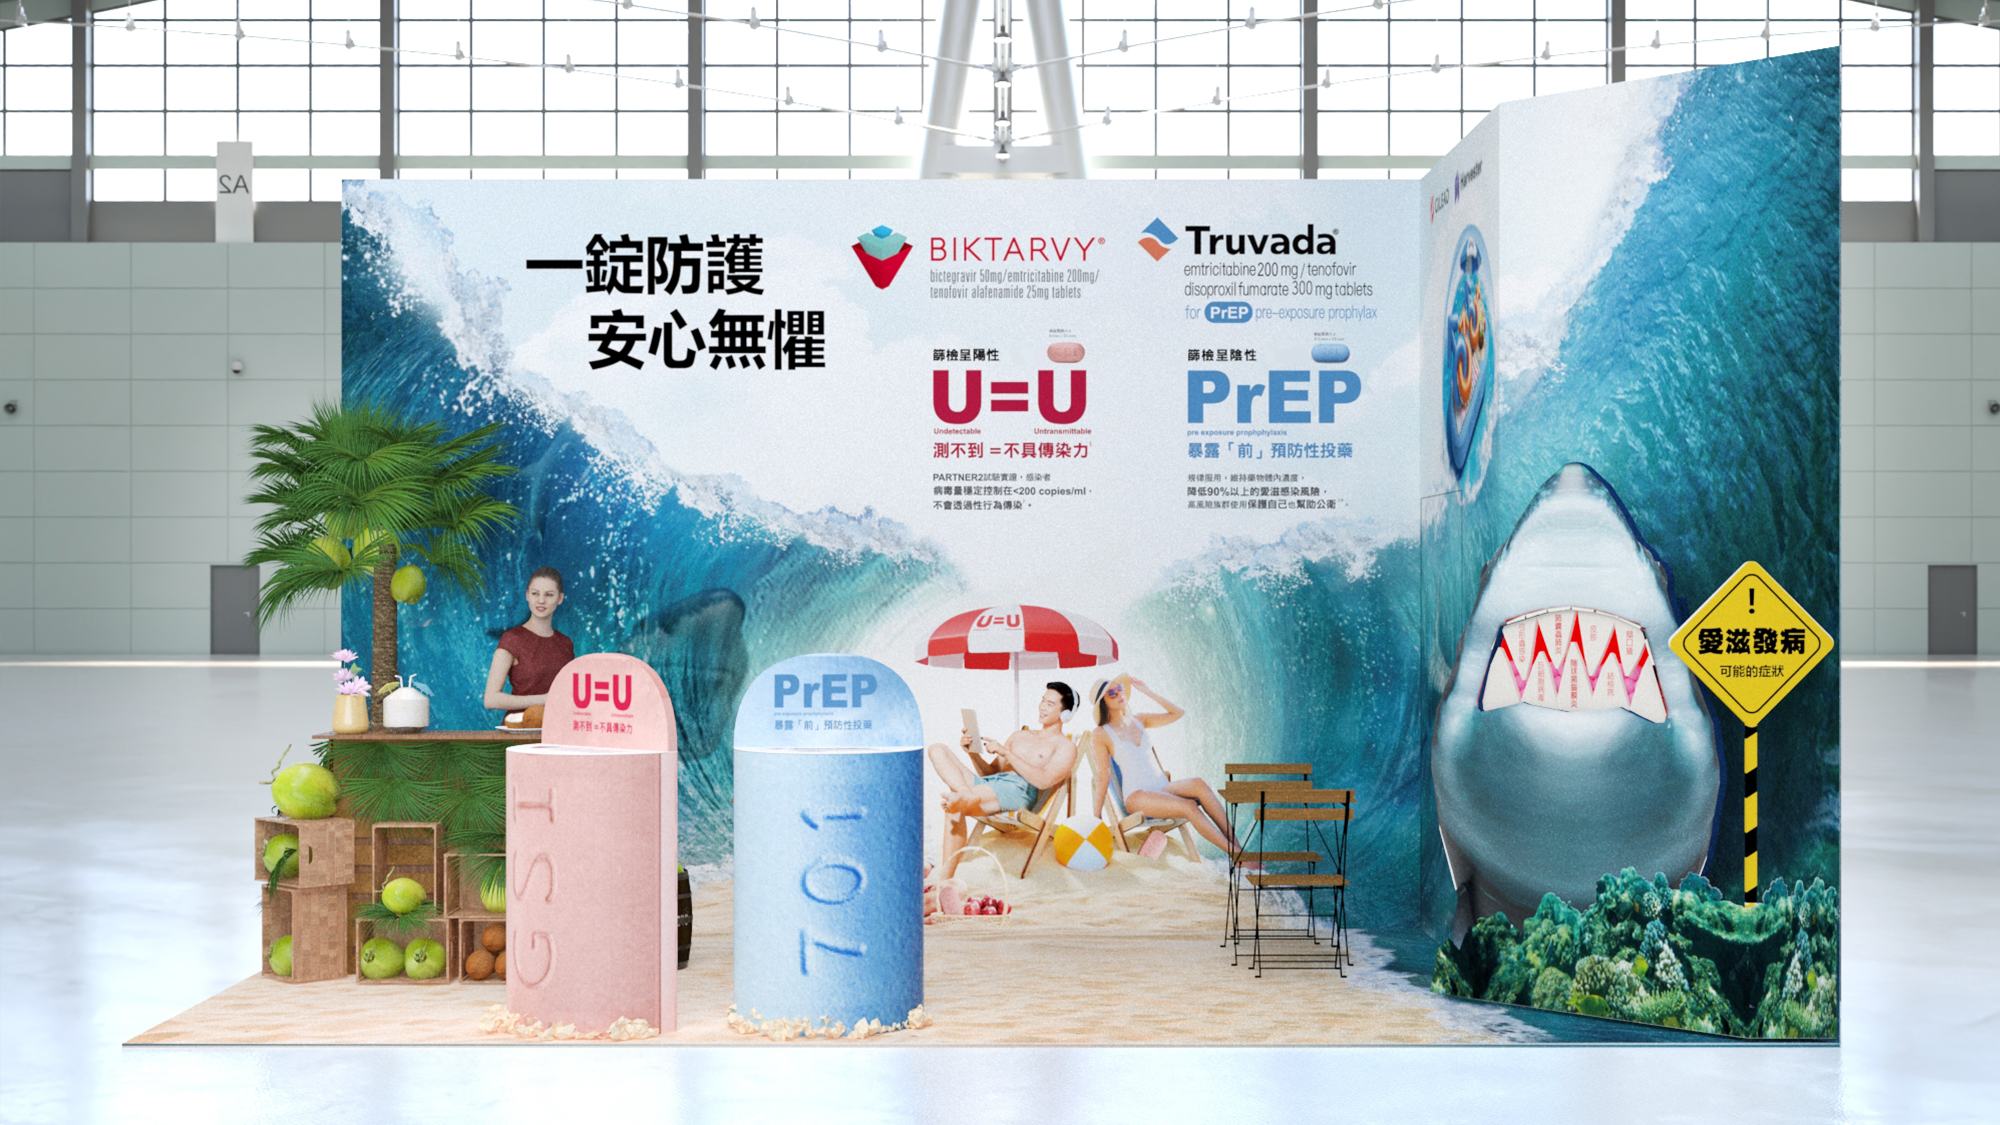 A2
一錠防護
安心無懼
BIKTARVY®
bictegravir 50mg/emtricitabine 200mg/
tenofovir alafenamide 25mg tablets
Truvada®
emtricitabine 200 mg / tenofovir
disoproxil fumarate 300 mg tablets
for PrEP pre-exposure prophylax
篩檢呈陽性
U=U
Undetectable Untransmittable
測不到 =不具傳染力
PARTNER2試驗實證，感染者
病毒量穩定控制在<200 copies/ml，
不會透過性行為傳染。
篩檢呈陰性
PrEP
pre exposure prophphylaxis
暴露「前」預防性投藥
規律服用，維持藥物體內濃度，
降低90%以上的愛滋感染風險，
高風險族群使用保護自己也幫助公衛
GILEAD
Harvester
U=U
U=U
測不到 =不具傳染力
GSI
PrEP
pre exposure prophphylaxis
暴露「前」預防性投藥
701
!
愛滋發病
可能的症狀